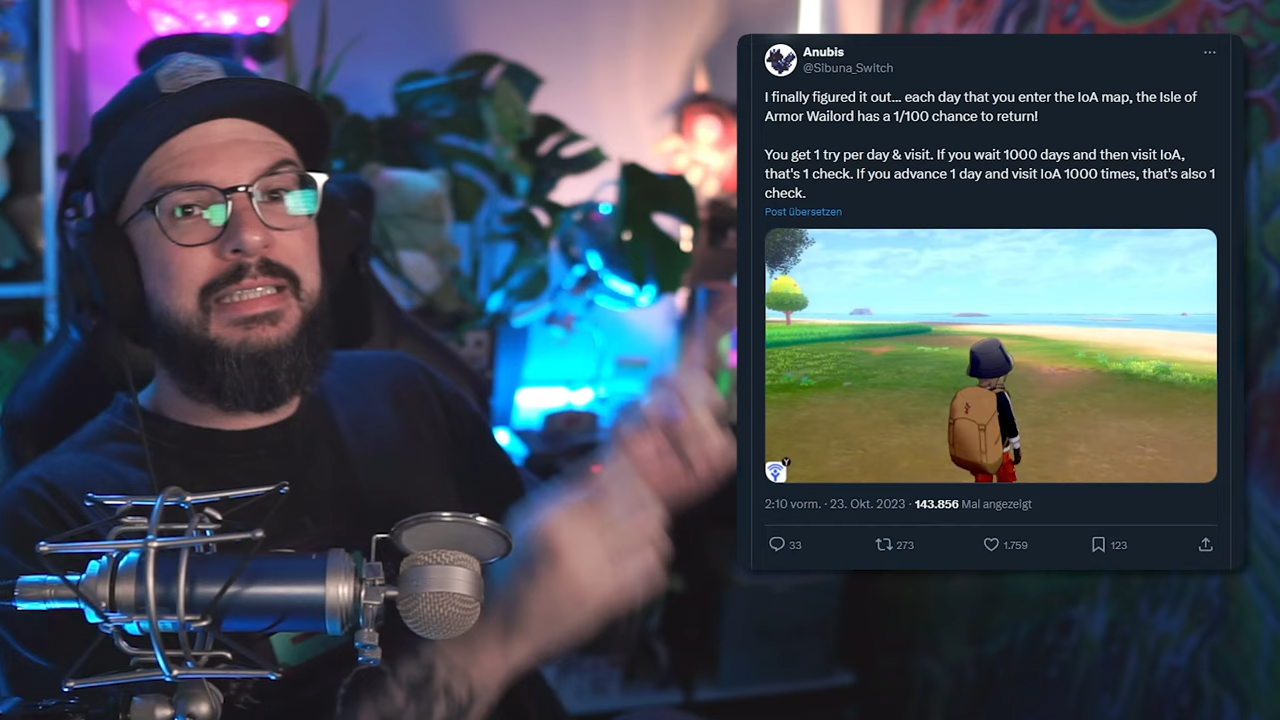 Anubis
@Sibuna_Switch
I finally figured it out... each day that you enter the IoA map, the Isle of
Armor Wailord has a 1/100 chance to return!
You get 1 try per day & visit. If you wait 1000 days and then visit IoA,
that's 1 check. If you advance 1 day and visit IoA 1000 times, that's also 1
check.
Post übersetzen
Y
2:10 vorm. · 23. Okt. 2023 · 143.856 Mal angezeigt
33 273 1.759 123